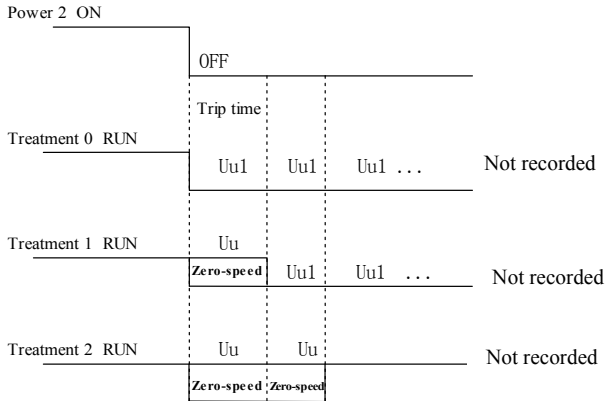 Power 2 ON
OFF
Trip time
Treatment 0 RUN
Uu1 Uu1 Uu1 ... Not recorded
Treatment 1 RUN Uu
Zero-speed Uu1 Uu1 ... Not recorded
Treatment 2 RUN Uu Uu Not recorded
Zero-speed Zero-speed